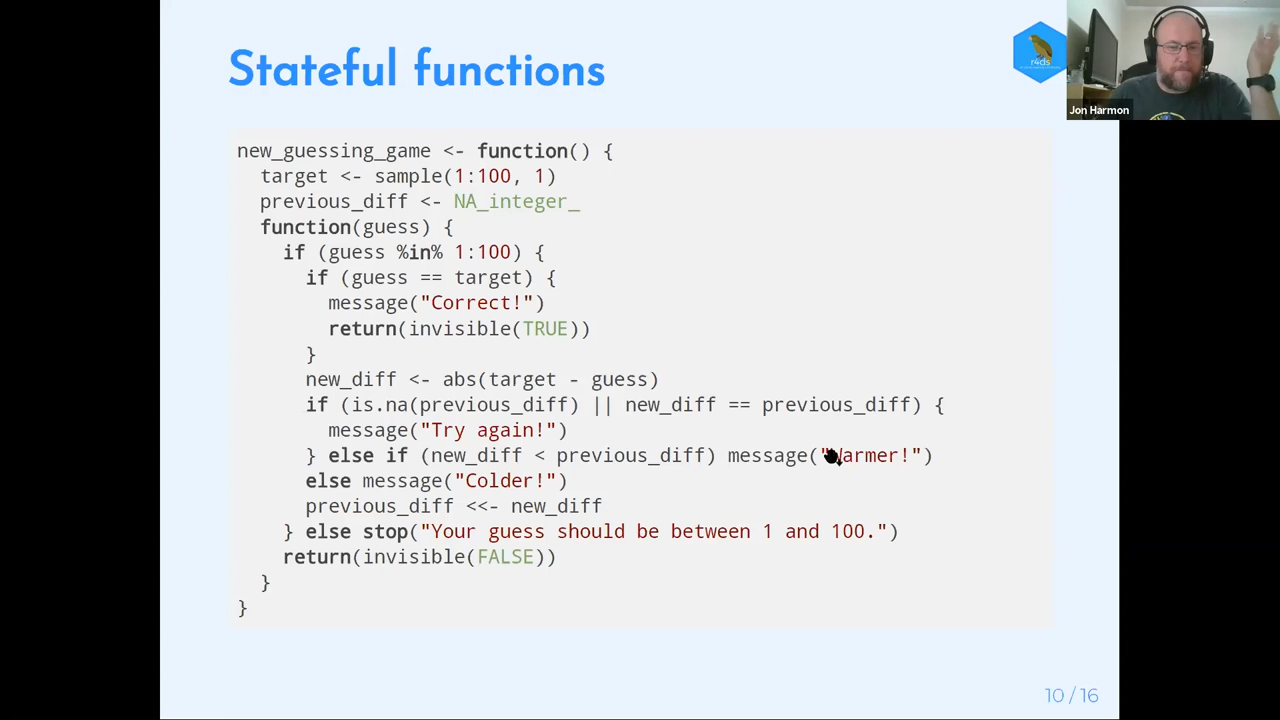 Stateful functions
r4ds
Jon Harmon
new_guessing_game <- function() {
  target <- sample(1:100, 1)
  previous_diff <- NA_integer_
  function(guess) {
    if (guess %in% 1:100) {
      if (guess == target) {
        message("Correct!")
        return(invisible(TRUE))
      }
      new_diff <- abs(target - guess)
      if (is.na(previous_diff) || new_diff == previous_diff) {
        message("Try again!")
      } else if (new_diff < previous_diff) message("Warmer!")
      else message("Colder!")
      previous_diff <<- new_diff
    } else stop("Your guess should be between 1 and 100.")
    return(invisible(FALSE))
  }
}
10 / 16